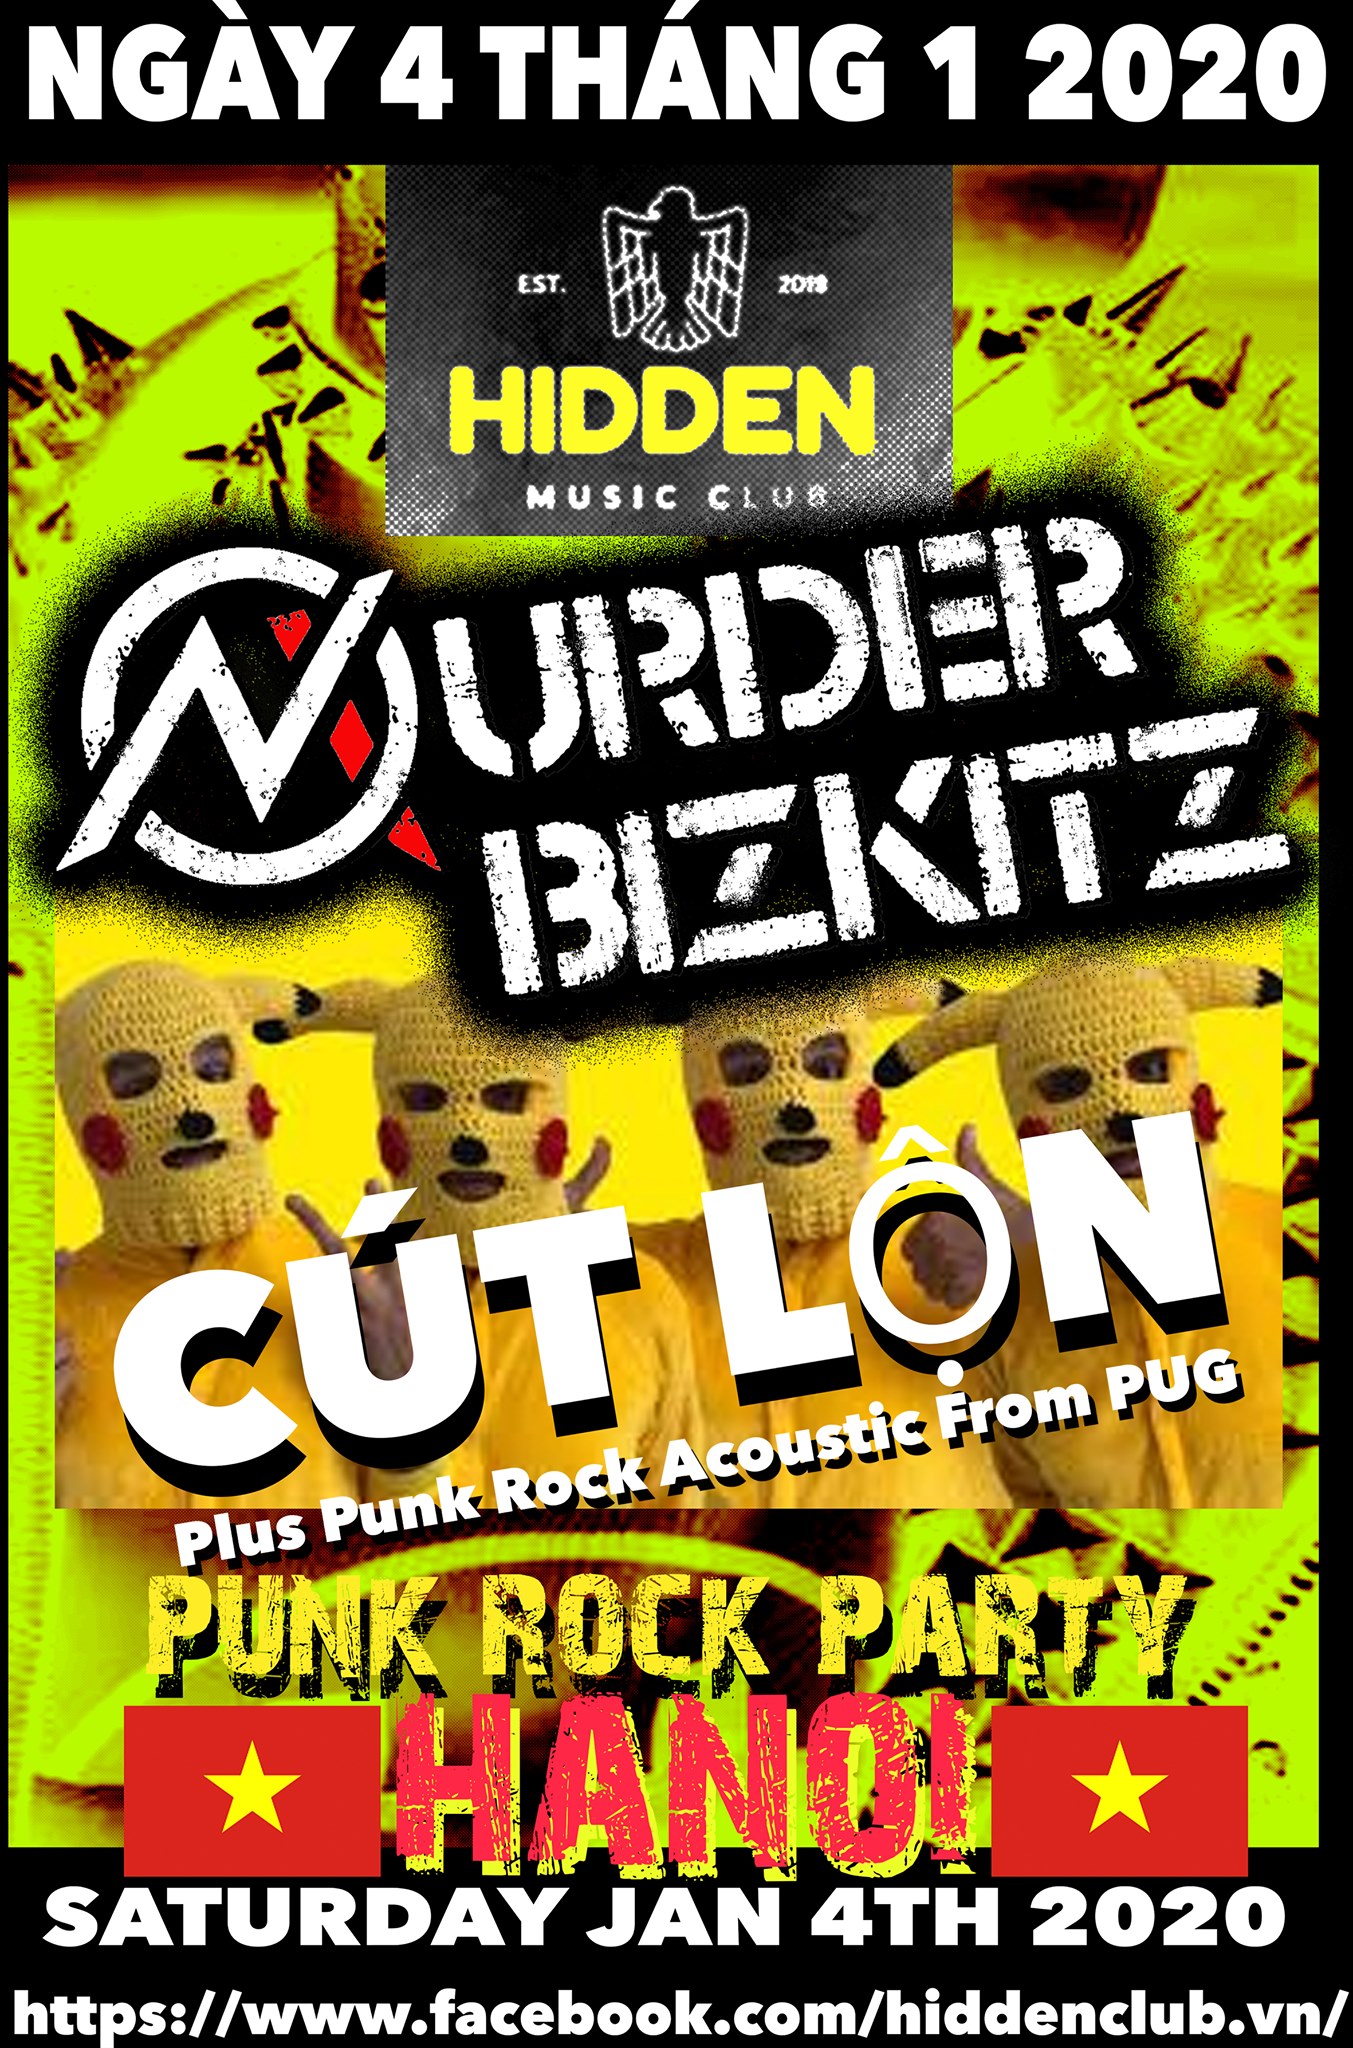 NGÀY 4 THÁNG 1 2020
EST. 2018
HIDDEN
MUSIC CLUB
MURDER
BIZKITZ
CÚT LỘN
Plus Punk Rock Acoustic From PUG
PUNK ROCK PARTY
HANOI
SATURDAY JAN 4TH 2020
https://www.facebook.com/hiddenclub.vn/